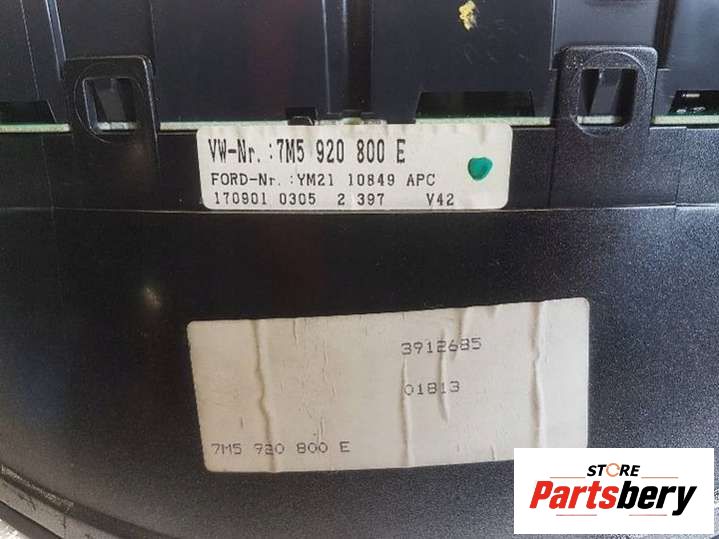 VW-Nr.:7M5 920 800 E
FORD-Nr.:YM21 10849 APC
170901 0305 2 397 V42
3912685
01813
7M5 920 800 E
STORE
Partsbery